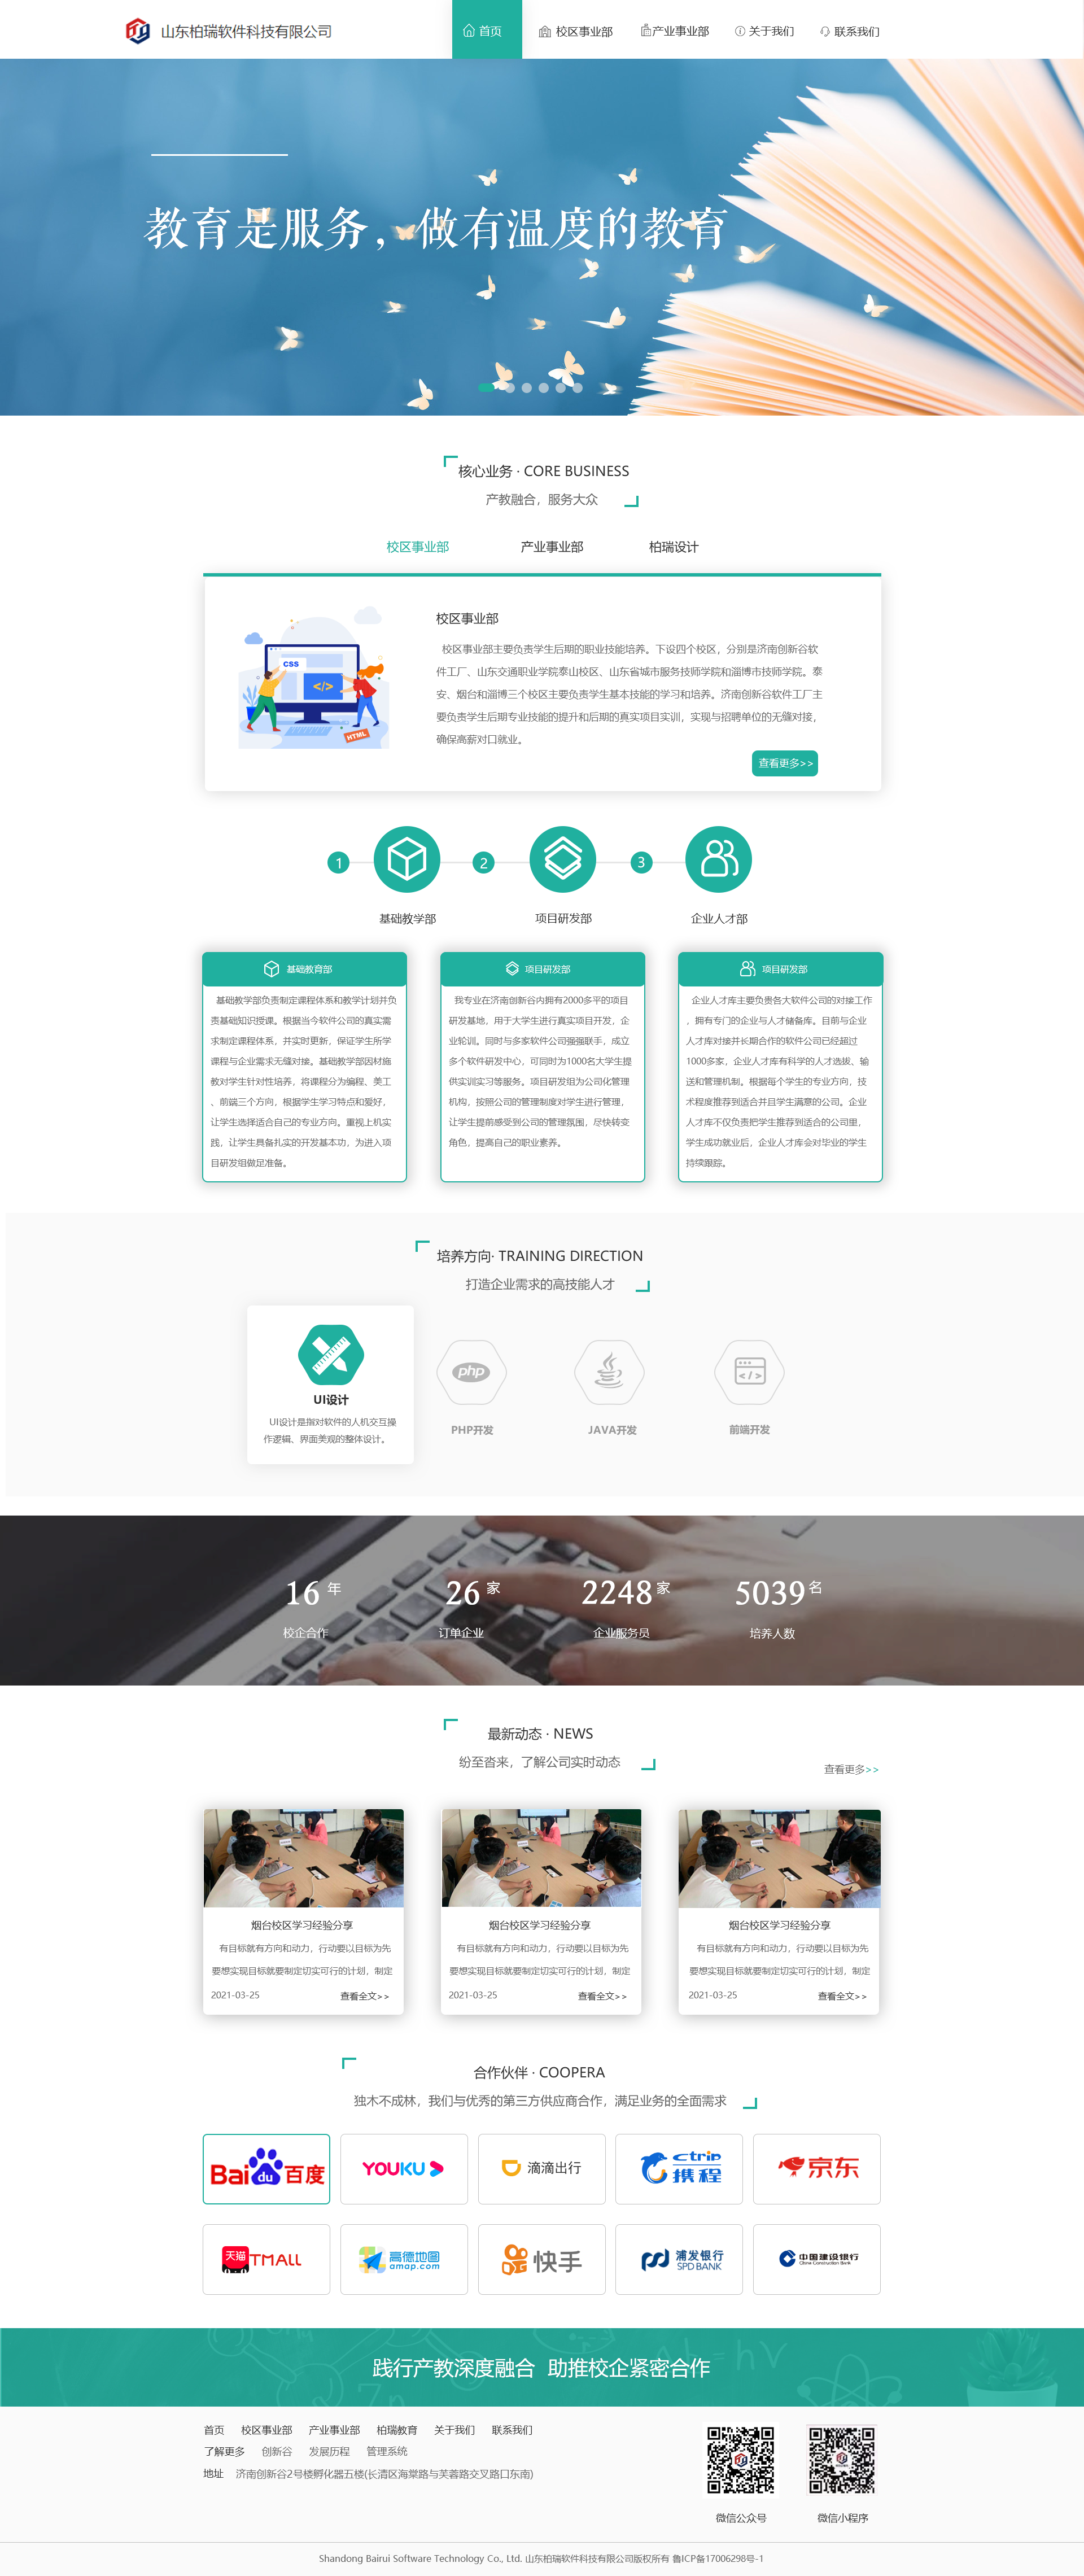 山东柏瑞软件科技有限公司
首页 校区事业部 产业事业部 关于我们 联系我们
教育是服务，做有温度的教育
核心业务 · CORE BUSINESS
产教融合，服务大众
校区事业部 产业事业部 柏瑞设计
CSS
</>
HTML
校区事业部
校区事业部主要负责学生后期的职业技能培养。下设四个校区，分别是济南创新谷软
件工厂、山东交通职业学院泰山校区、山东省城市服务技师学院和淄博市技师学院。泰
安、烟台和淄博三个校区主要负责学生基本技能的学习和培养。济南创新谷软件工厂主
要负责学生后期专业技能的提升和后期的真实项目实训，实现与招聘单位的无缝对接，
确保高薪对口就业。
查看更多>>
1 2 3
基础教学部 项目研发部 企业人才部
基础教育部
基础教学部负责制定课程体系和教学计划并负
责基础知识授课。根据当今软件公司的真实需
求制定课程体系，并实时更新，保证学生所学
课程与企业需求无缝对接。基础教学部因材施
教对学生针对性培养，将课程分为编程、美工
、前端三个方向，根据学生学习特点和爱好，
让学生选择适合自己的专业方向。重视上机实
践，让学生具备扎实的开发基本功，为进入项
目研发组做足准备。
项目研发部
我专业在济南创新谷内拥有2000多平的项目
研发基地，用于大学生进行真实项目开发，企
业轮训。同时与多家软件公司强强联手，成立
多个软件研发中心，可同时为1000名大学生提
供实训实习等服务。项目研发组为公司化管理
机构，按照公司的管理制度对学生进行管理，
让学生提前感受到公司的管理氛围，尽快转变
角色，提高自己的职业素养。
项目研发部
企业人才库主要负贵各大软件公司的对接工作
，拥有专门的企业与人才储备库。目前与企业
人才库对接并长期合作的软件公司已经超过
1000多家，企业人才库有科学的人才选拔、输
送和管理机制。根据每个学生的专业方向，技
术程度推荐到适合并且学生满意的公司。企业
人才库不仅负责把学生推荐到适合的公司里，
学生成功就业后，企业人才库会对毕业的学生
持续跟踪。
培养方向· TRAINING DIRECTION
打造企业需求的高技能人才
UI设计
UI设计是指对软件的人机交互操
作逻辑、界面美观的整体设计。
php
PHP开发 JAVA开发 前端开发
16 年 26 家 2248 家 5039 名
校企合作 订单企业 企业服务员 培养人数
最新动态 · NEWS
纷至沓来，了解公司实时动态
查看更多>>
烟台校区学习经验分享
有目标就有方向和动力，行动要以目标为先
要想实现目标就要制定切实可行的计划，制定
2021-03-25 查看全文>>
烟台校区学习经验分享
有目标就有方向和动力，行动要以目标为先
要想实现目标就要制定切实可行的计划，制定
2021-03-25 查看全文>>
烟台校区学习经验分享
有目标就有方向和动力，行动要以目标为先
要想实现目标就要制定切实可行的计划，制定
2021-03-25 查看全文>>
合作伙伴 · COOPERA
独木不成林，我们与优秀的第三方供应商合作，满足业务的全面需求
Bai du 百度
YOUKU
滴滴出行
ctrip
携程
京东
天猫 TMALL
高德地图
amap.com
快手
浦发银行
SPD BANK
中国建设银行
China Construction Bank
践行产教深度融合 助推校企紧密合作
首页 校区事业部 产业事业部 柏瑞教育 关于我们 联系我们
了解更多 创新谷 发展历程 管理系统
地址 济南创新谷2号楼孵化器五楼(长清区海棠路与芙蓉路交叉路口东南)
微信公众号 微信小程序
Shandong Bairui Software Technology Co., Ltd. 山东柏瑞软件科技有限公司版权所有 鲁ICP备17006298号-1